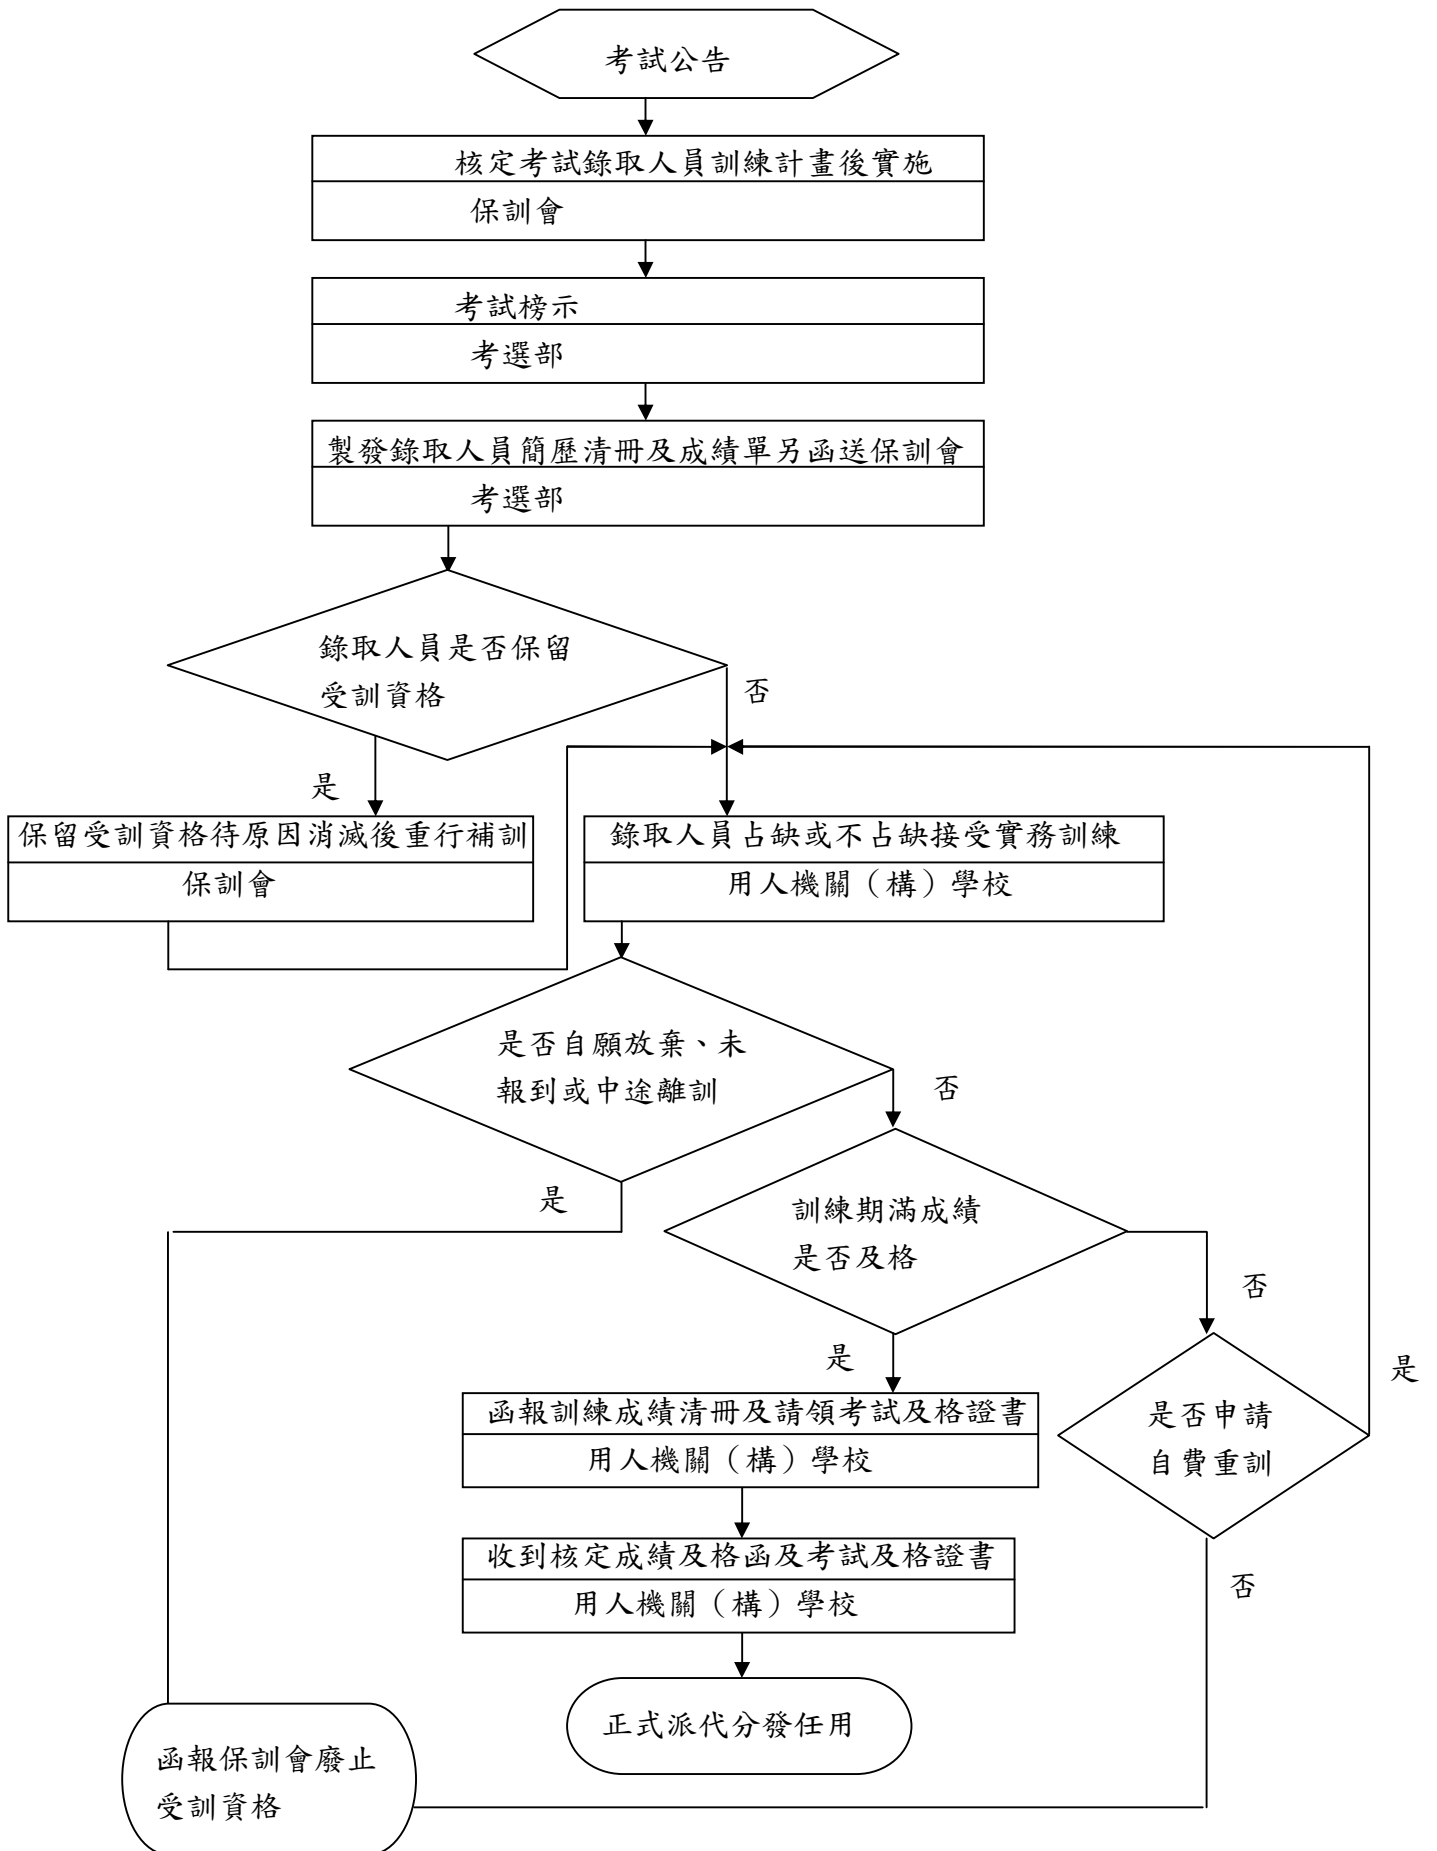 考試公告
核定考試錄取人員訓練計畫後實施
保訓會
考試榜示
考選部
製發錄取人員簡歷清冊及成績單另函送保訓會
考選部
錄取人員是否保留
受訓資格
否
是
保留受訓資格待原因消滅後重行補訓
保訓會
錄取人員占缺或不占缺接受實務訓練
用人機關（構）學校
是否自願放棄、未
報到或中途離訓
否
是
訓練期滿成績
是否及格
否
是
函報訓練成績清冊及請領考試及格證書
用人機關（構）學校
是否申請
自費重訓
是
收到核定成績及格函及考試及格證書
用人機關（構）學校
否
正式派代分發任用
函報保訓會廢止
受訓資格